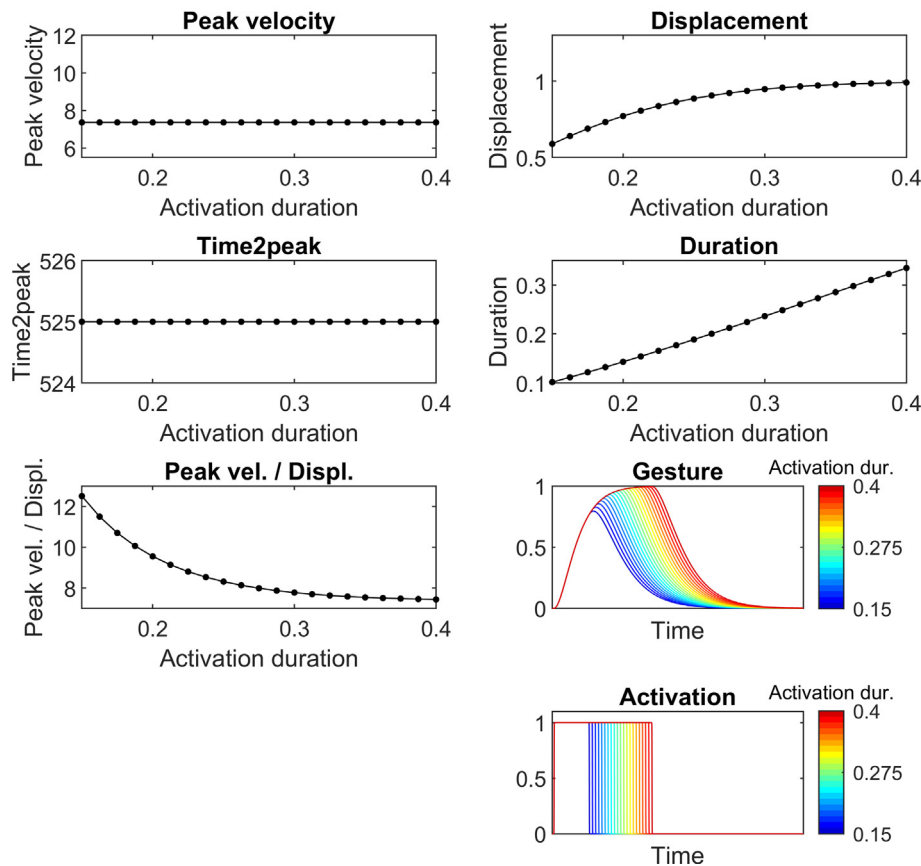 Peak velocity
Peak velocity
12
10
8
6
0.2
0.3
0.4
Activation duration
Displacement
Displacement
1
0.5
0.2
0.3
0.4
Activation duration
Time2peak
Time2peak
526
525
524
0.2
0.3
0.4
Activation duration
Duration
Duration
0.3
0.2
0.1
0.2
0.3
0.4
Activation duration
Peak vel. / Displ.
Peak vel. / Displ.
12
10
8
0.2
0.3
0.4
Activation duration
Gesture
1
0.5
0
Time
Activation dur.
0.4
0.275
0.15
Activation
1
0.5
0
Time
Activation dur.
0.4
0.275
0.15